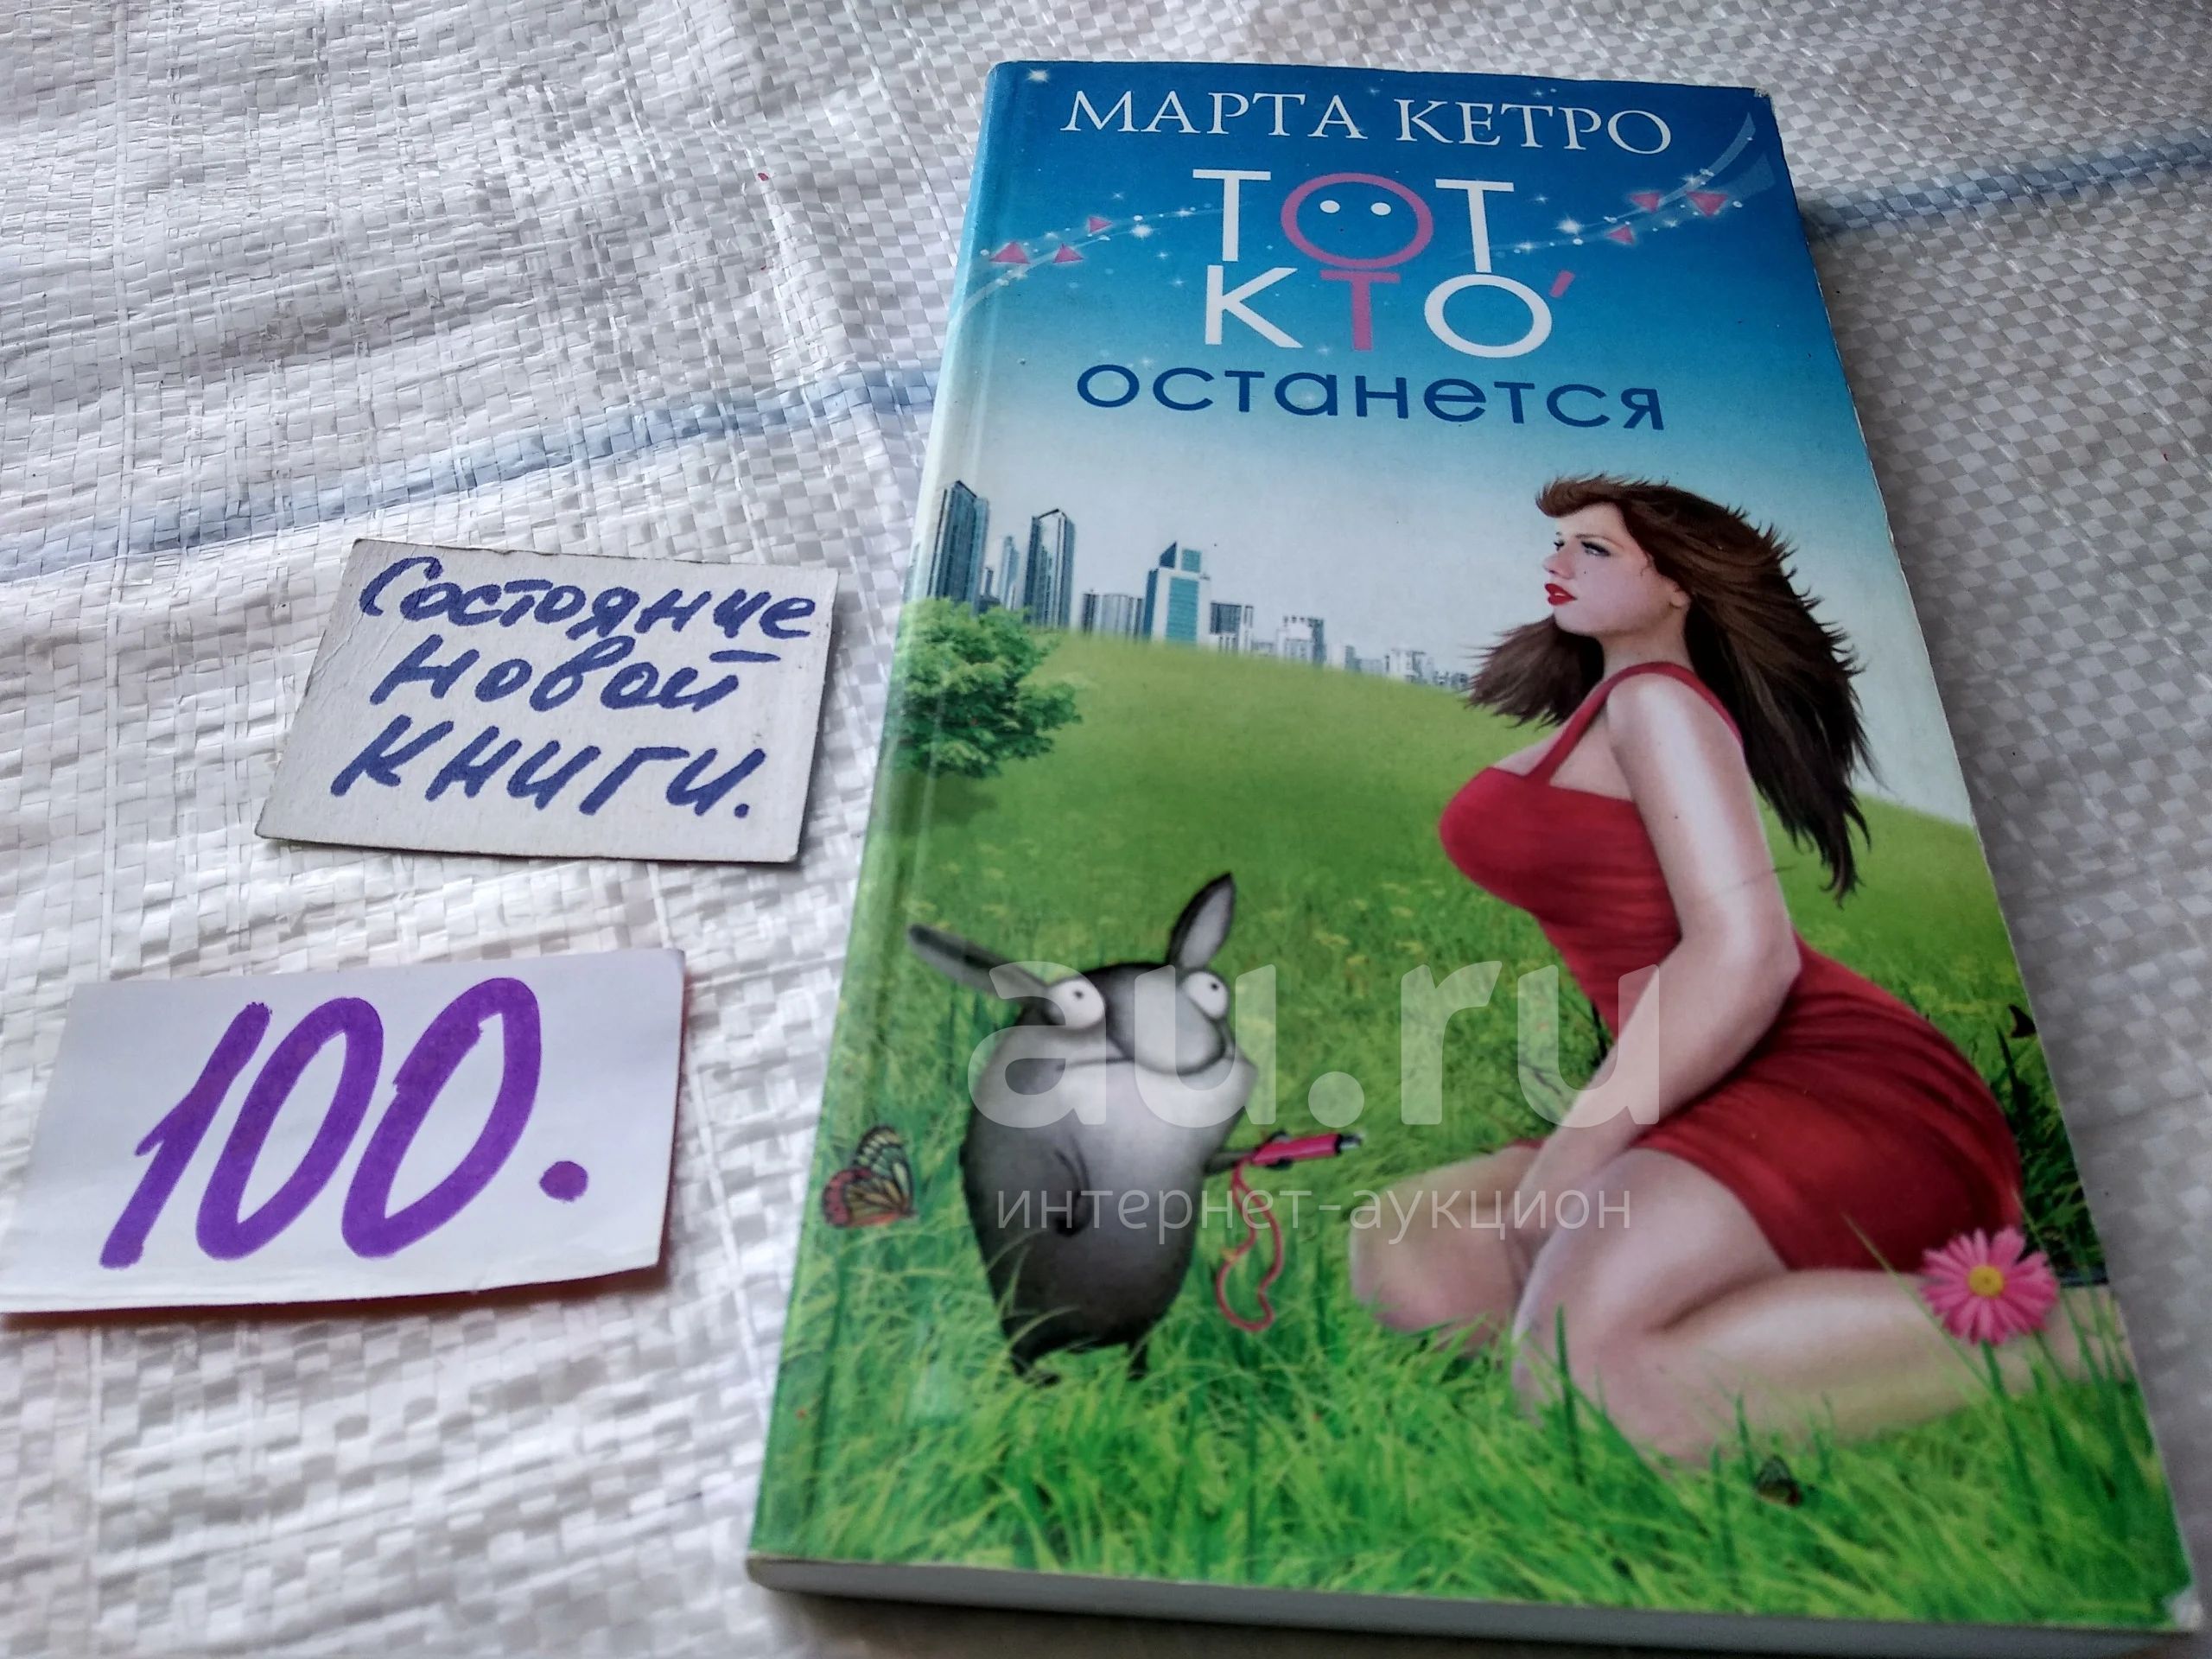 МАРТА КЕТРО
ТОТ
КТО
останется
Состояние
новой
книги.
100.
au.ru
интернет-аукцион